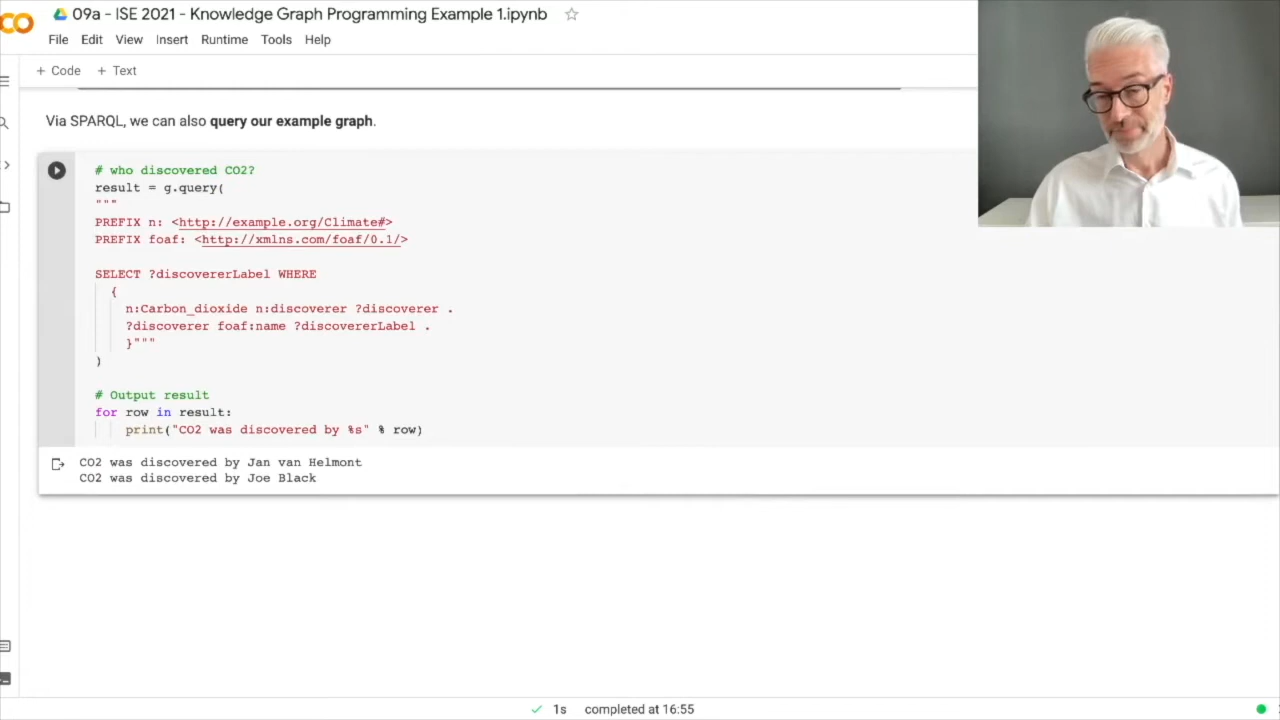 09a - ISE 2021 - Knowledge Graph Programming Example 1.ipynb
File Edit View Insert Runtime Tools Help
+ Code + Text
Via SPARQL, we can also query our example graph.
# who discovered CO2?
result = g.query(
"""
PREFIX n: <http://example.org/Climate#>
PREFIX foaf: <http://xmlns.com/foaf/0.1/>
SELECT ?discovererLabel WHERE
{
n:Carbon_dioxide n:discoverer ?discoverer .
?discoverer foaf:name ?discovererLabel .
}"""
)
# Output result
for row in result:
print("CO2 was discovered by %s" % row)
CO2 was discovered by Jan van Helmont
CO2 was discovered by Joe Black
1s completed at 16:55